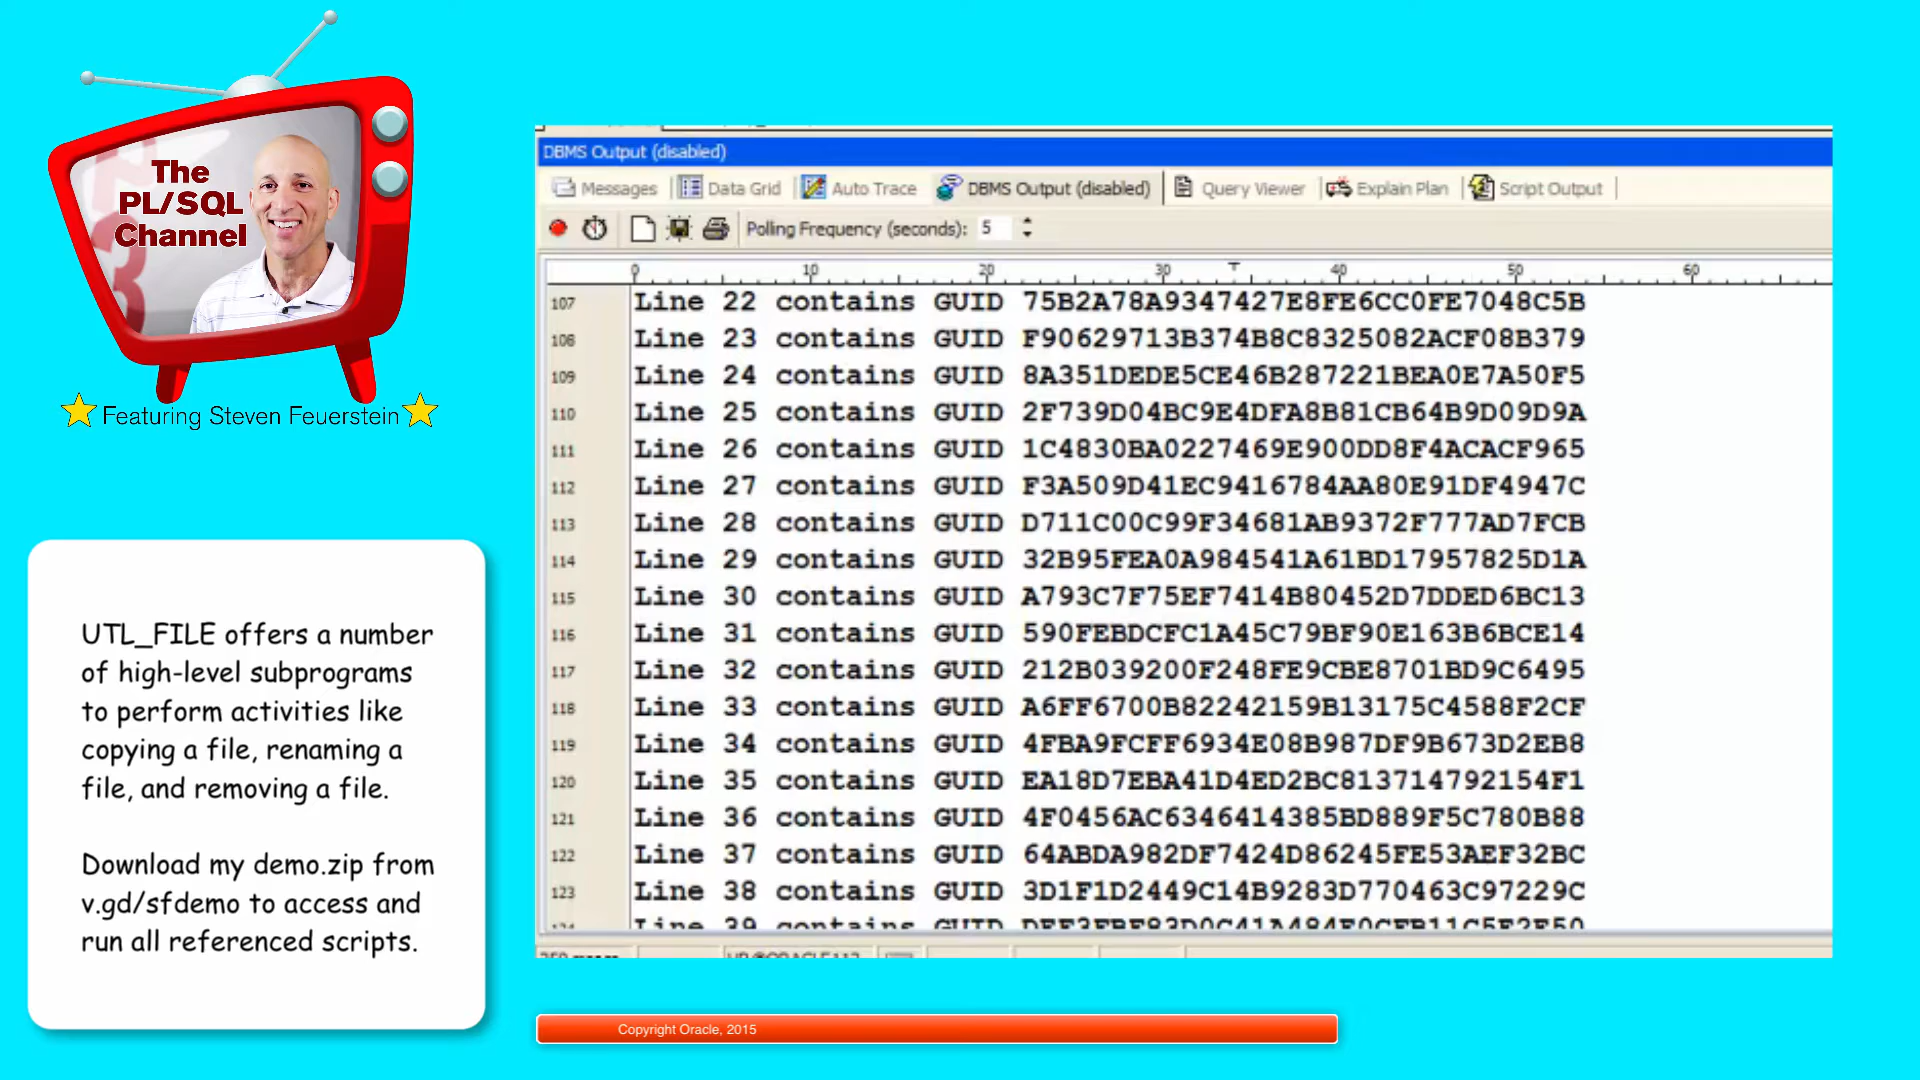 The
PL/SQL
Channel
Featuring Steven Feuerstein
UTL_FILE offers a number
of high-level subprograms
to perform activities like
copying a file, renaming a
file, and removing a file.
Download my demo.zip from
v.gd/sfdemo to access and
run all referenced scripts.
DBMS Output (disabled)
Messages Data Grid Auto Trace DBMS Output (disabled) Query Viewer Explain Plan Script Output
Polling Frequency (seconds): 5
0 10 20 30 40 50 60
107 Line 22 contains GUID 75B2A78A9347427E8FE6CC0FE7048C5B
108 Line 23 contains GUID F90629713B374B8C8325082ACF08B379
109 Line 24 contains GUID 8A351DEDE5CE46B287221BEA0E7A50F5
110 Line 25 contains GUID 2F739D04BC9E4DFA8B81CB64B9D09D9A
111 Line 26 contains GUID 1C4830BA0227469E900DD8F4ACACF965
112 Line 27 contains GUID F3A509D41EC9416784AA80E91DF4947C
113 Line 28 contains GUID D711C00C99F34681AB9372F777AD7FCB
114 Line 29 contains GUID 32B95FEA0A984541A61BD17957825D1A
115 Line 30 contains GUID A793C7F75EF7414B80452D7DDED6BC13
116 Line 31 contains GUID 590FEBDCFC1A45C79BF90E163B6BCE14
117 Line 32 contains GUID 212B039200F248FE9CBE8701BD9C6495
118 Line 33 contains GUID A6FF6700B82242159B13175C4588F2CF
119 Line 34 contains GUID 4FBA9FCFF6934E08B987DF9B673D2EB8
120 Line 35 contains GUID EA18D7EBA41D4ED2BC813714792154F1
121 Line 36 contains GUID 4F0456AC6346414385BD889F5C780B88
122 Line 37 contains GUID 64ABDA982DF7424D86245FE53AEF32BC
123 Line 38 contains GUID 3D1F1D2449C14B9283D770463C97229C
Line 39 contains GUID
Copyright Oracle, 2015